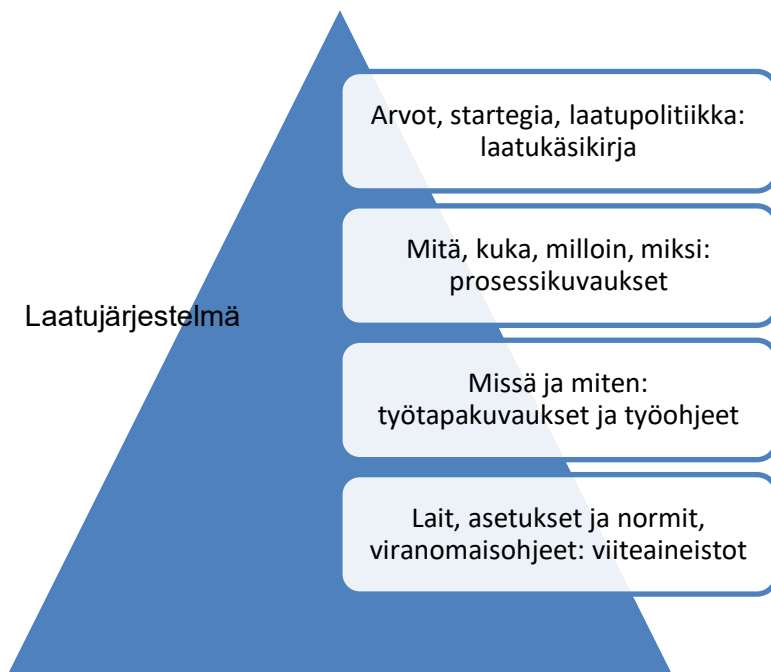 Arvot, startegia, laatupolitiikka:
laatukäsikirja
Mitä, kuka, milloin, miksi:
prosessikuvaukset
Laatujärjestelmä
Missä ja miten:
työtapakuvaukset ja työohjeet
Lait, asetukset ja normit,
viranomaisohjeet: viiteaineistot